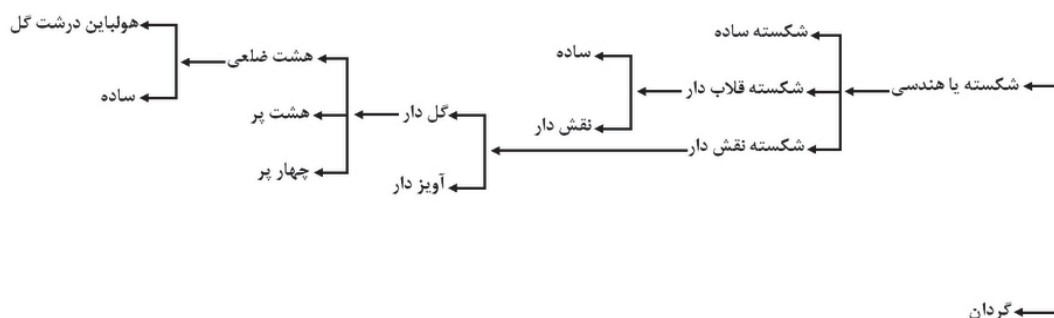 شکسته یا هندسی
شکسته ساده
شکسته قلاب دار
شکسته نقش دار
ساده
نقش دار
گل دار
آویز دار
هشت ضلعی
هشت پر
چهار پر
هولباین درشت گل
ساده
گردان